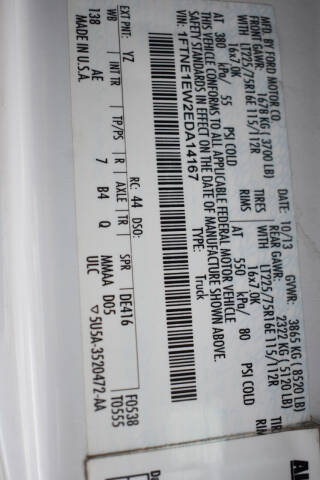 MFD. BY FORD MOTOR CO.
DATE: 10/13
GVWR: 3865 KG ( 8520 LB)
FRONT GAWR: 1678 KG ( 3700 LB)
REAR GAWR: 2322 KG ( 5120 LB)
WITH LT225/75R16E 115/112R TIRES
WITH LT225/75R16E 115/112R
16x7.0K RIMS
16x7.0K RIMS
AT 380 kPa/ 55 PSI COLD
AT 550 kPa/ 80 PSI COLD
THIS VEHICLE CONFORMS TO ALL APPLICABLE FEDERAL MOTOR VEHICLE
SAFETY STANDARDS IN EFFECT ON THE DATE OF MANUFACTURE SHOWN ABOVE.
VIN: 1FTNE1EW2EDA14167
TYPE: Truck
F0538
T0555
EXT PNT: YZ RC: 44 DSO:
WB INT TR TP/PS R AXLE TR SPR DE416
138 AE 7 B4 Q MMAA D05
MADE IN U.S.A. ULC
5U5A-3520472-AA